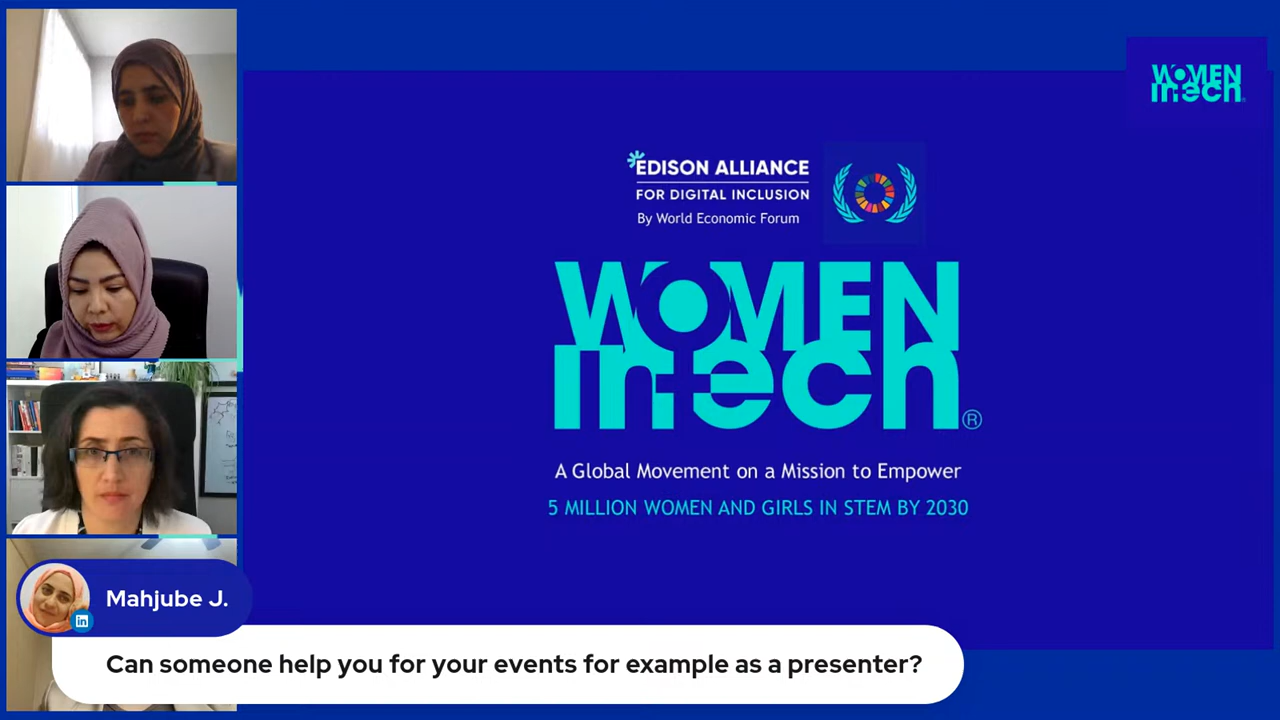 WOMEN
in tech
EDISON ALLIANCE
FOR DIGITAL INCLUSION
By World Economic Forum
WOMEN
in tech®
A Global Movement on a Mission to Empower
5 MILLION WOMEN AND GIRLS IN STEM BY 2030
Mahjube J.
in
Can someone help you for your events for example as a presenter?